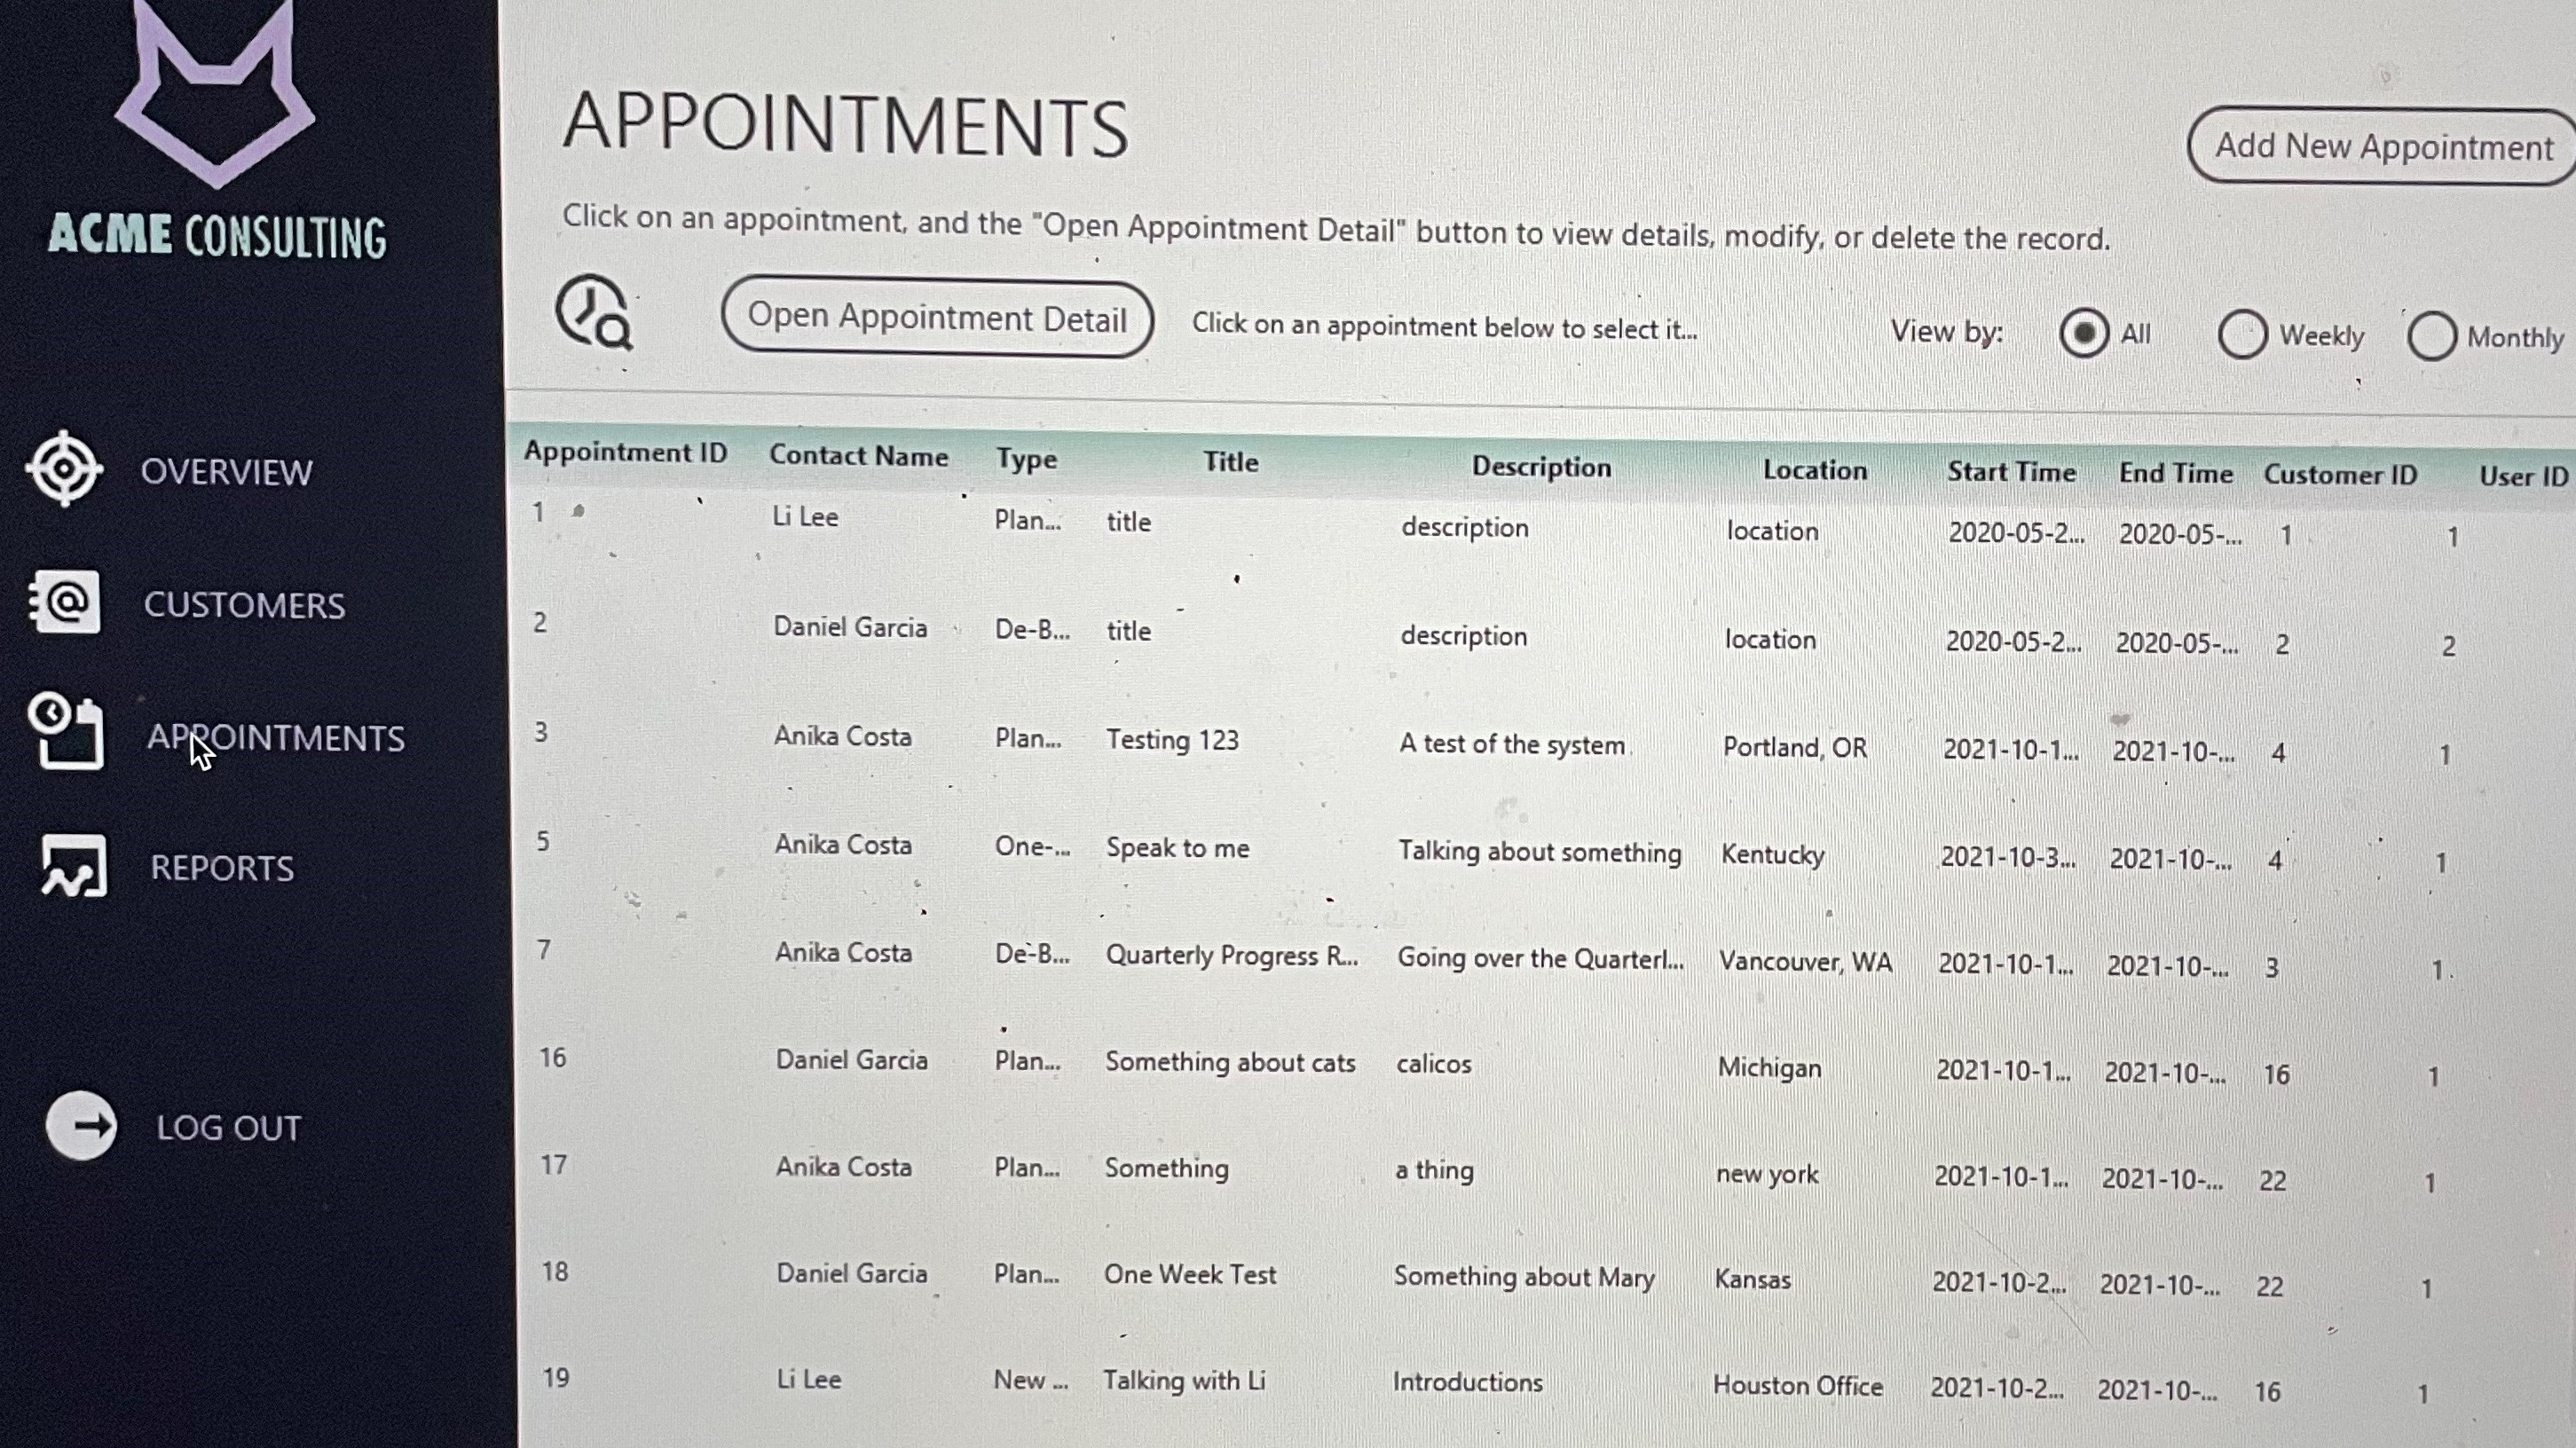 ACME CONSULTING
OVERVIEW
CUSTOMERS
APPOINTMENTS
REPORTS
LOG OUT
APPOINTMENTS
Add New Appointment
Click on an appointment, and the "Open Appointment Detail" button to view details, modify, or delete the record.
Open Appointment Detail Click on an appointment below to select it... View by: All Weekly Monthly
Appointment ID Contact Name Type Title Description Location Start Time End Time Customer ID User ID
1 Li Lee Plan... title description location 2020-05-2... 2020-05-... 1 1
2 Daniel Garcia De-B... title description location 2020-05-2... 2020-05-... 2 2
3 Anika Costa Plan... Testing 123 A test of the system Portland, OR 2021-10-1... 2021-10-... 4 1
5 Anika Costa One-... Speak to me Talking about something Kentucky 2021-10-3... 2021-10-... 4 1
7 Anika Costa De-B... Quarterly Progress R... Going over the Quarterl... Vancouver, WA 2021-10-1... 2021-10-... 3 1
16 Daniel Garcia Plan... Something about cats calicos Michigan 2021-10-1... 2021-10-... 16 1
17 Anika Costa Plan... Something a thing new york 2021-10-1... 2021-10-... 22 1
18 Daniel Garcia Plan... One Week Test Something about Mary Kansas 2021-10-2... 2021-10-... 22 1
19 Li Lee New ... Talking with Li Introductions Houston Office 2021-10-2... 2021-10-... 16 1